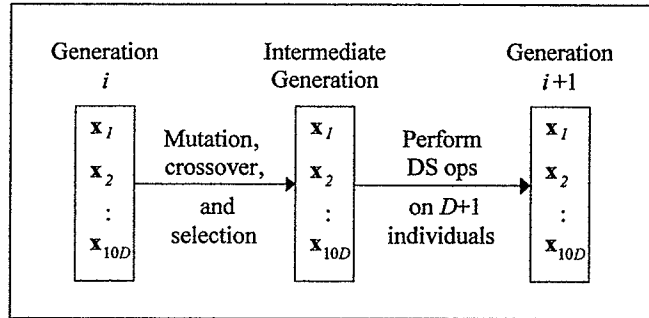 Generation
i
Intermediate
Generation
Generation
i+1
x1
x2
:
x10D
Mutation,
crossover,
and
selection
x1
x2
:
x10D
Perform
DS ops
on D+1
individuals
x1
x2
:
x10D